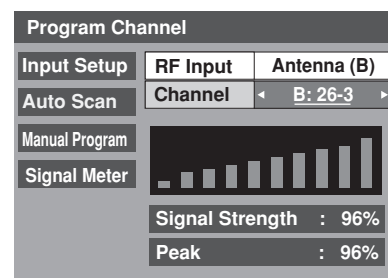 Program Channel
Input Setup
RF Input Antenna (B)
Auto Scan
Channel B: 26-3
Manual Program
Signal Meter
Signal Strength : 96%
Peak : 96%